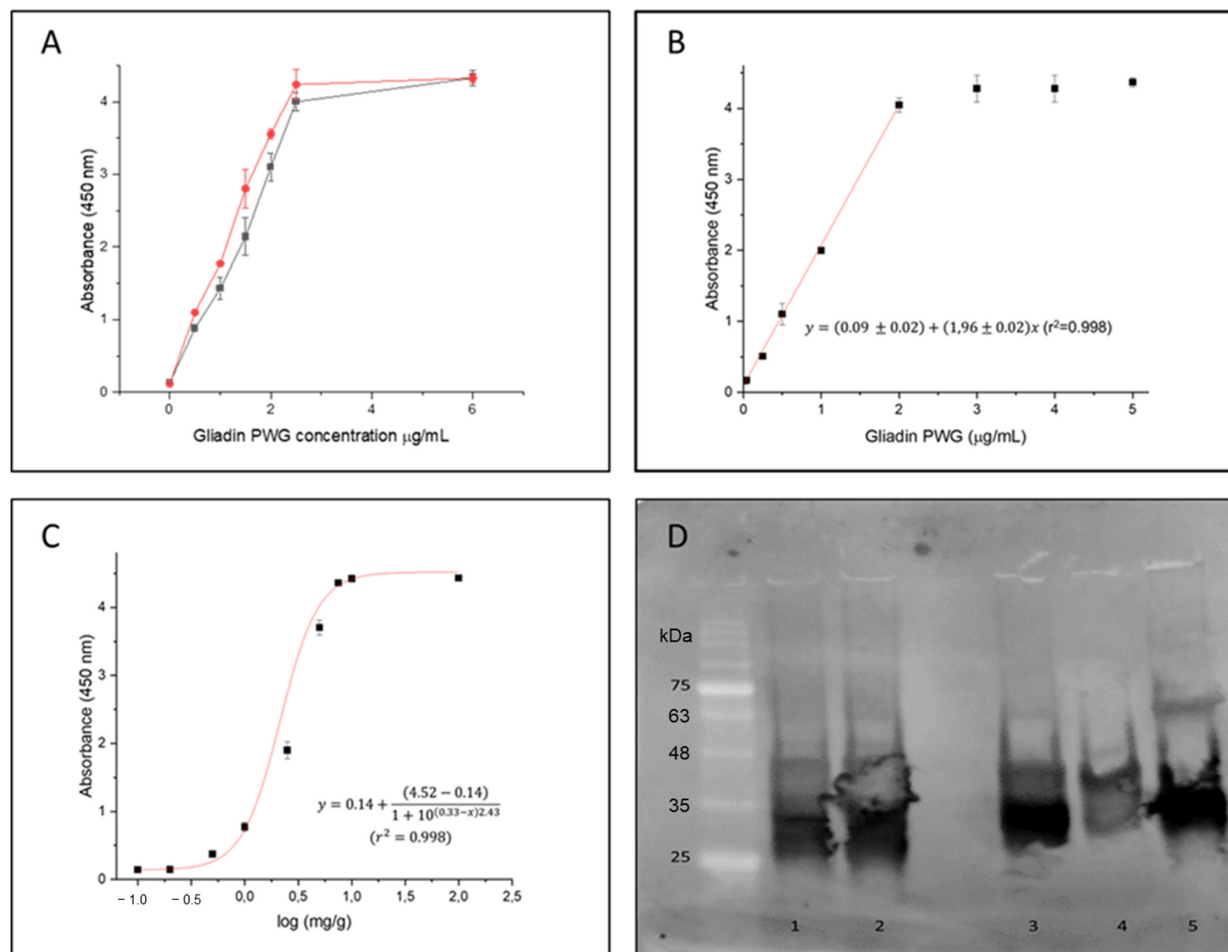 A
Absorbance (450 nm)
4
3
2
1
0
0 2 4 6
Gliadin PWG concentration μg/mL
B
Absorbance (450 nm)
4
3
2
1
0
y = (0.09 ± 0.02) + (1,96 ± 0.02)x (r²=0.998)
0 1 2 3 4 5
Gliadin PWG (μg/mL)
C
Absorbance (450 nm)
4
3
2
1
0
y = 0.14 + (4.52 − 0.14) / 1 + 10^(0.33−x)2.43
(r² = 0.998)
− 1.0 − 0.5 0,0 0,5 1,0 1,5 2,0 2,5
log (mg/g)
D
kDa
75
63
48
35
25
1 2 3 4 5